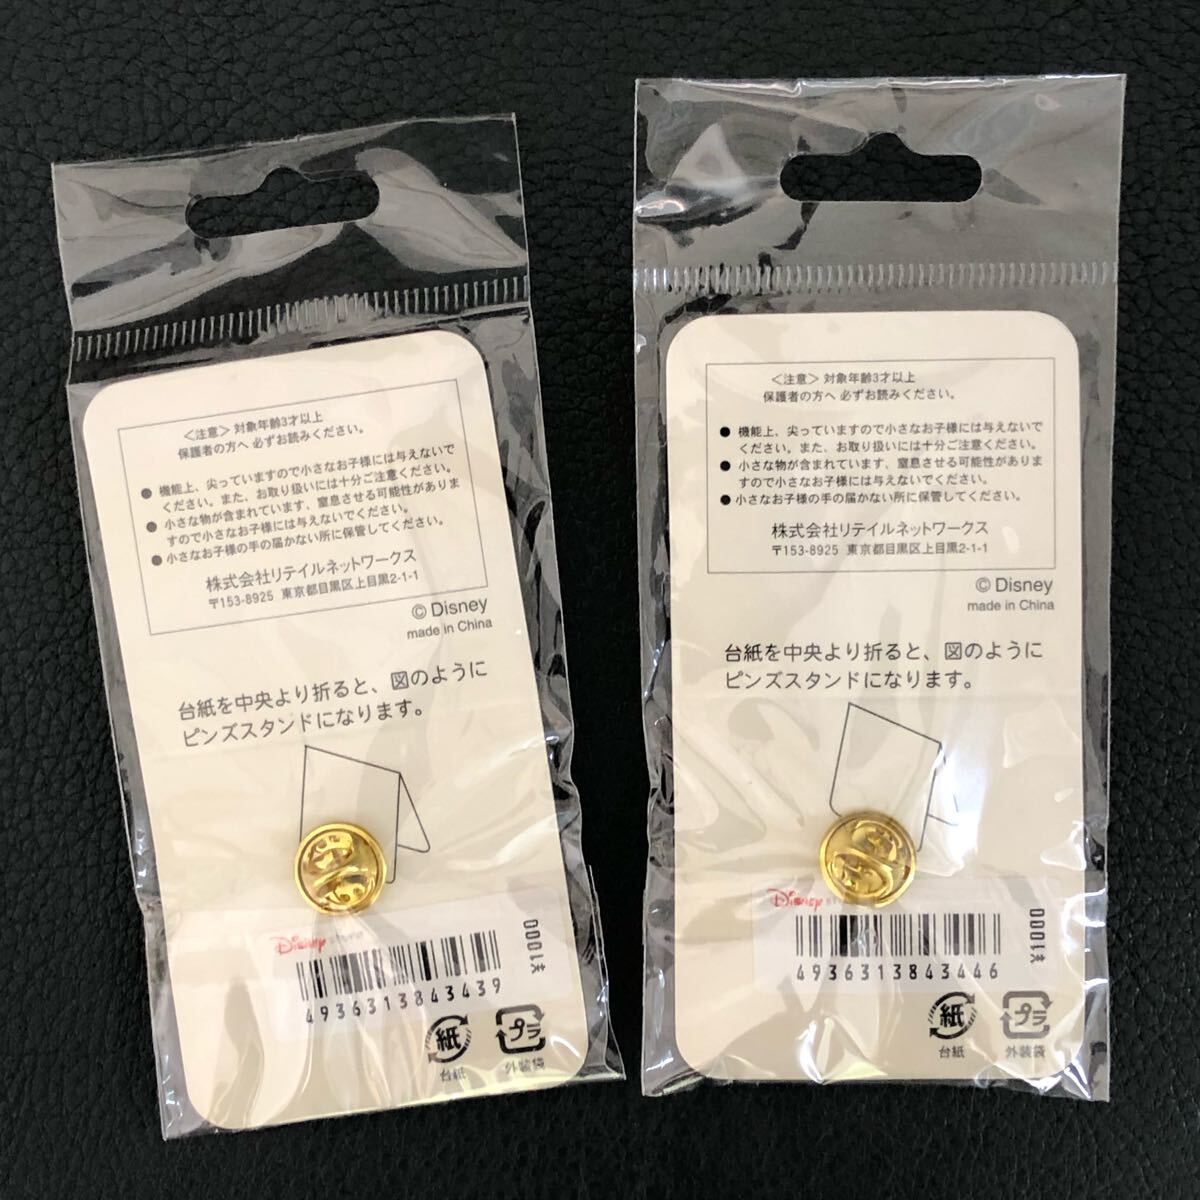 ＜注意＞対象年齢3才以上
保護者の方へ 必ずお読みください。
● 機能上、尖っていますので小さなお子様には与えないで
ください。また、お取り扱いには十分ご注意ください。
● 小さな物が含まれています、窒息させる可能性がありま
すので小さなお子様には与えないでください。
● 小さなお子様の手の届かない所に保管してください。
株式会社リテイルネットワークス
〒153-8925 東京都目黒区上目黒2-1-1
© Disney
made in China
台紙を中央より折ると、図のように
ピンズスタンドになります。
Disney
¥1000
4936313843439
紙
台紙
プラ
外装袋
＜注意＞対象年齢3才以上
保護者の方へ 必ずお読みください。
● 機能上、尖っていますので小さなお子様には与えないで
ください。また、お取り扱いには十分ご注意ください。
● 小さな物が含まれています、窒息させる可能性がありま
すので小さなお子様には与えないでください。
● 小さなお子様の手の届かない所に保管してください。
株式会社リテイルネットワークス
〒153-8925 東京都目黒区上目黒2-1-1
© Disney
made in China
台紙を中央より折ると、図のように
ピンズスタンドになります。
Disney
¥1000
4936313843446
紙
台紙
プラ
外装袋